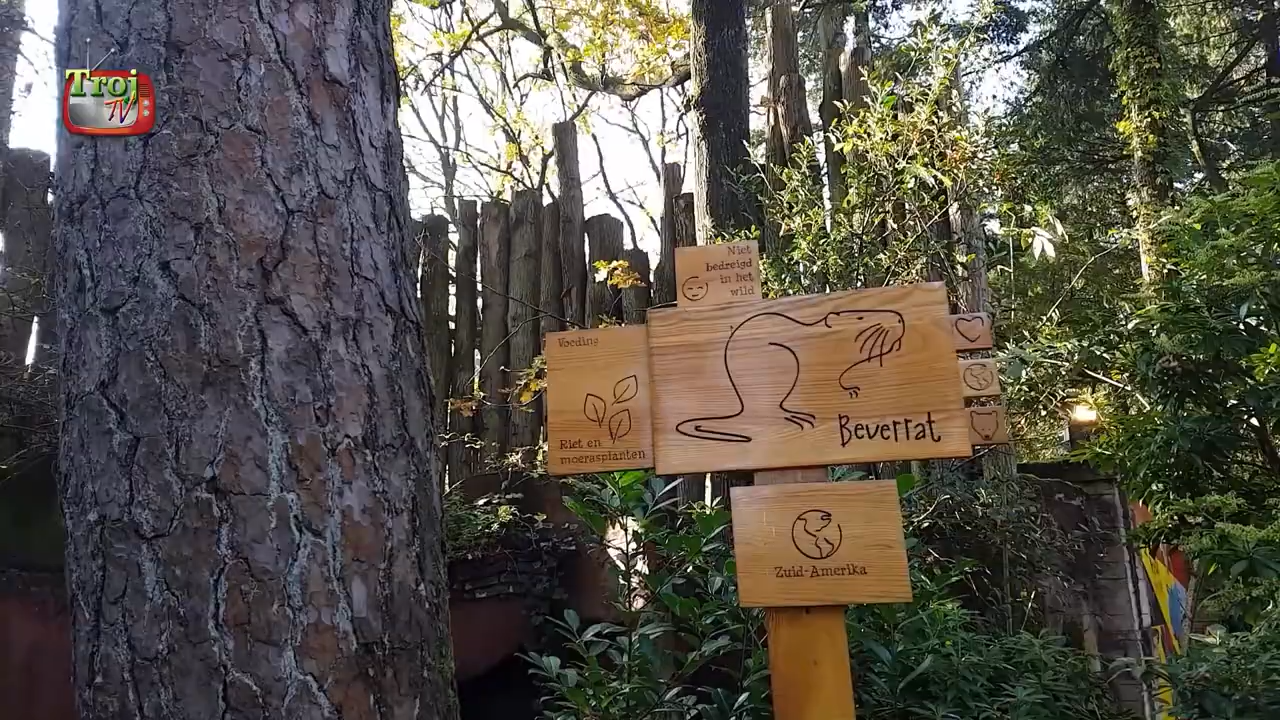 Troj
TV
Niet
bedreigd
in het
wild
Voeding
Riet en
moerasplanten
Beverrat
Zuid-Amerika